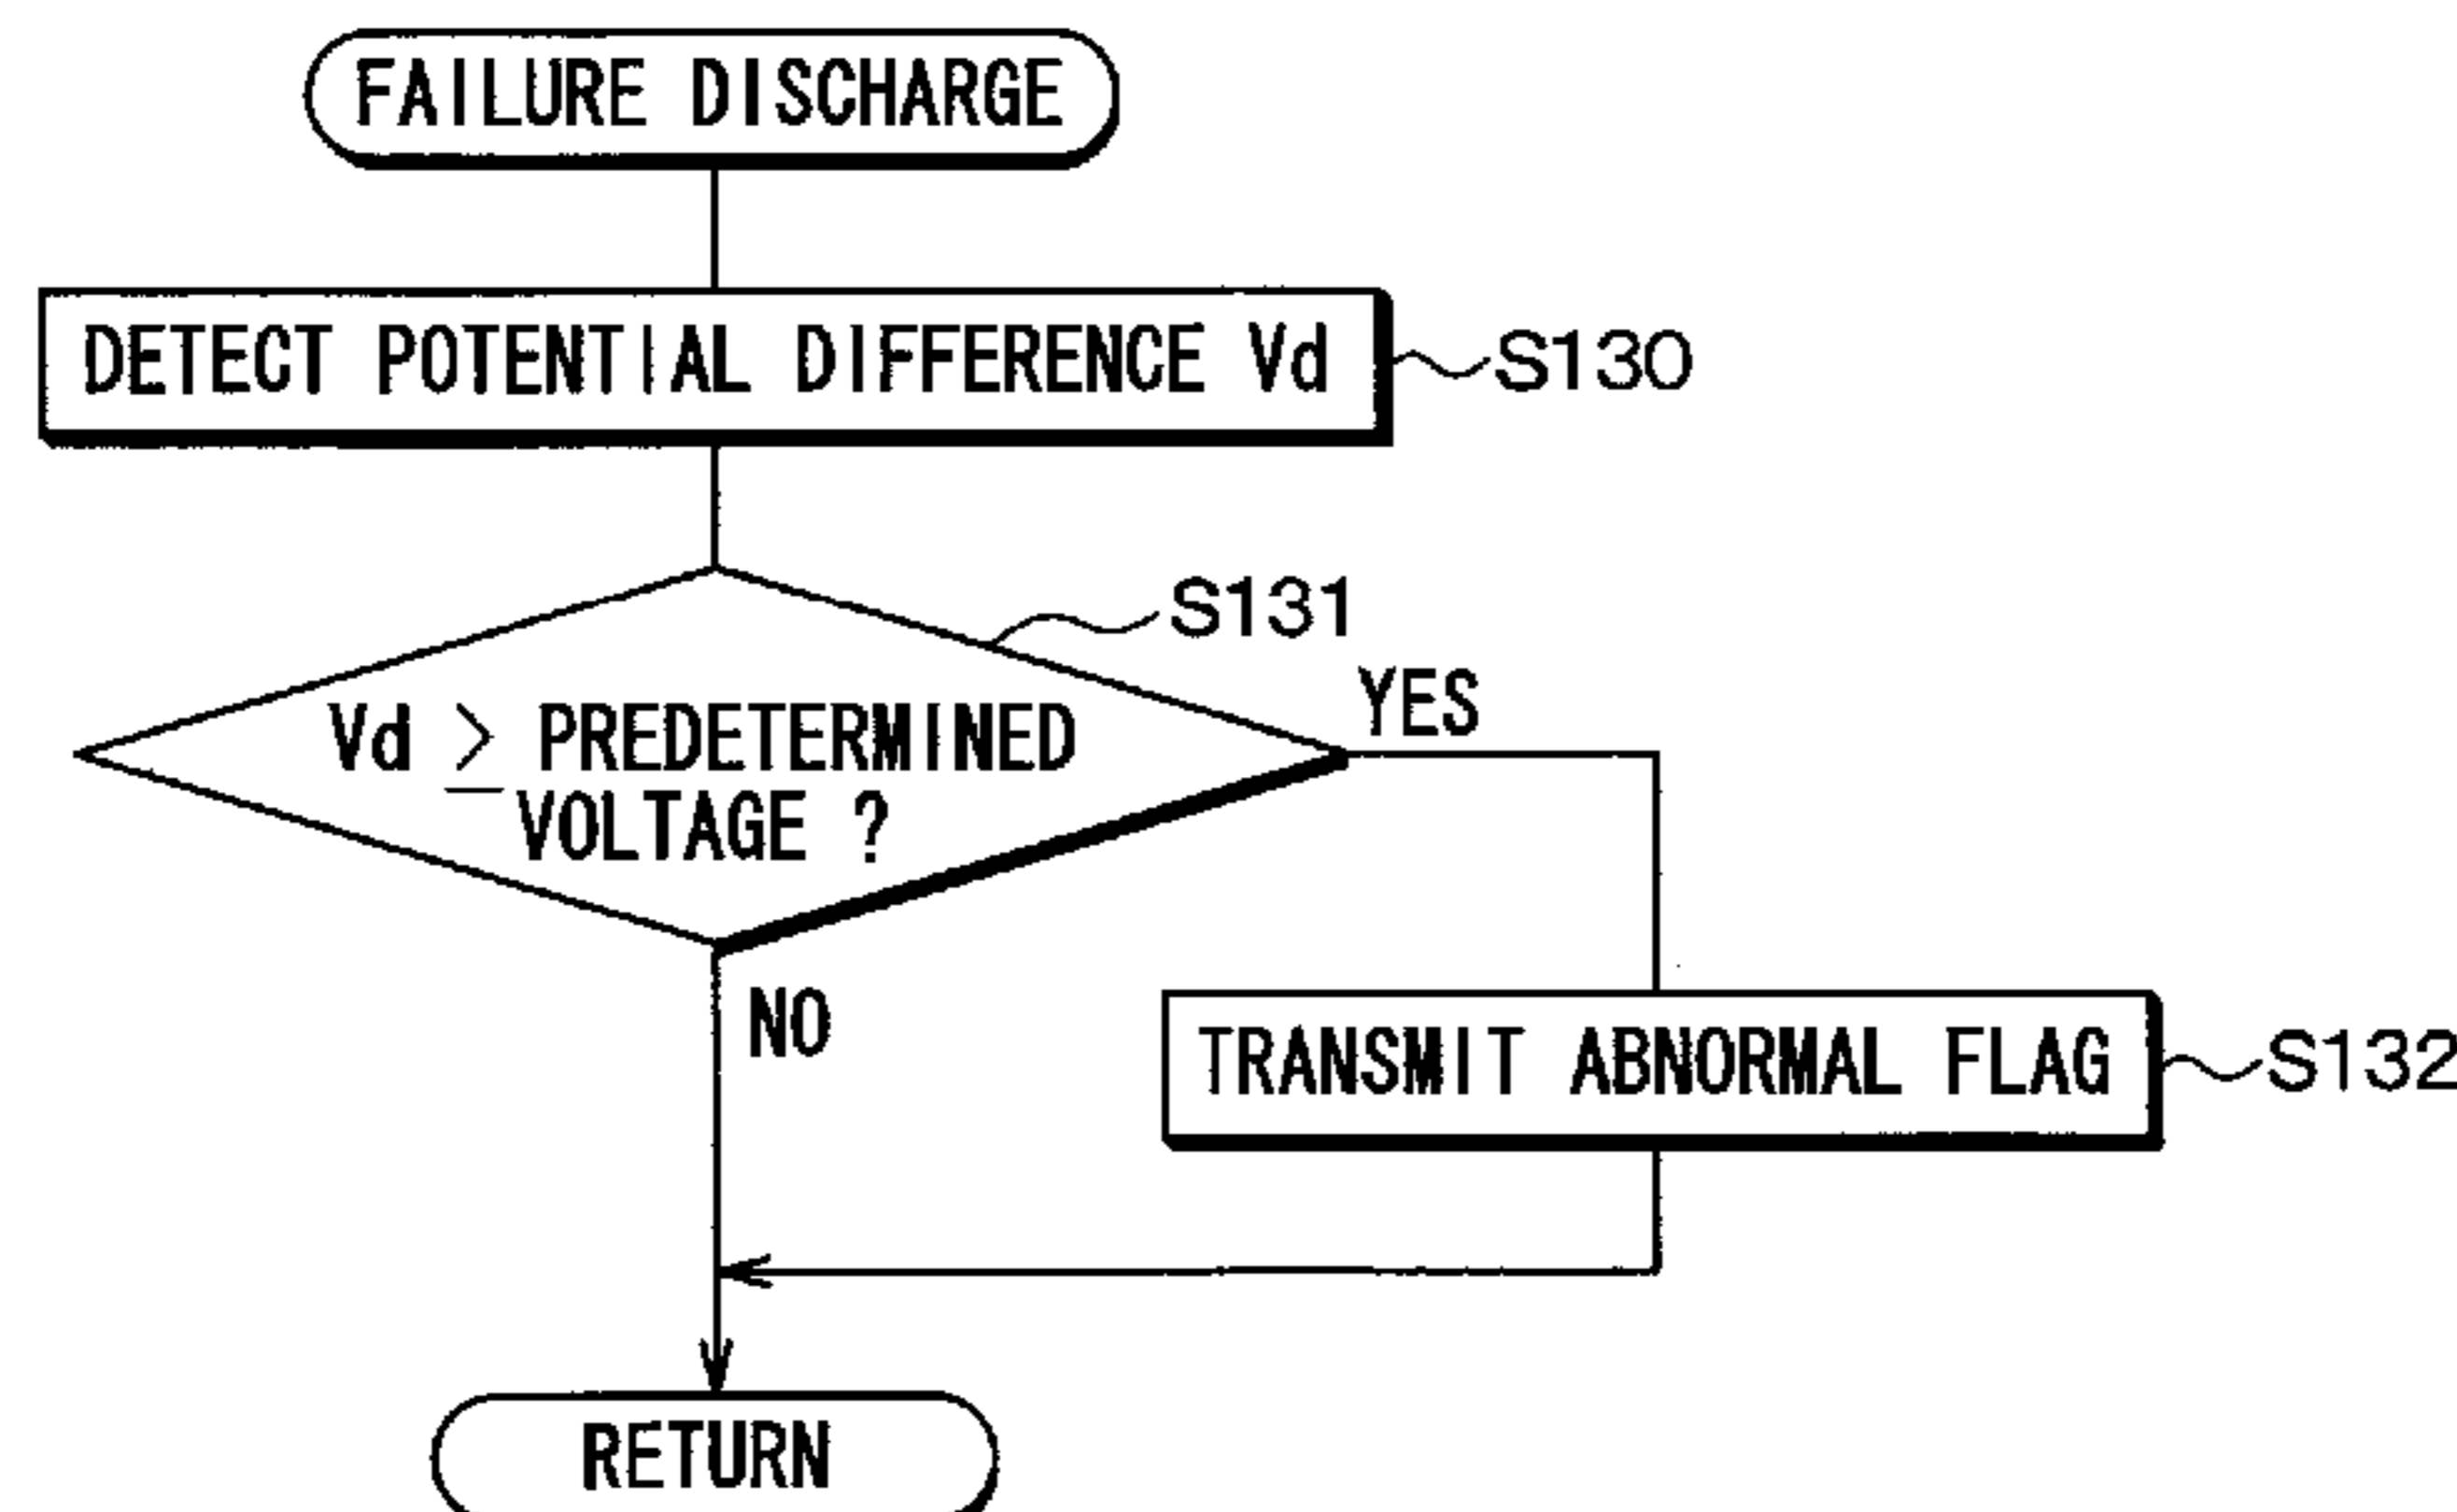 FAILURE DISCHARGE
DETECT POTENTIAL DIFFERENCE Vd
S130
S131
Vd ≥ PREDETERMINED
VOLTAGE ?
YES
NO
TRANSMIT ABNORMAL FLAG
S132
RETURN